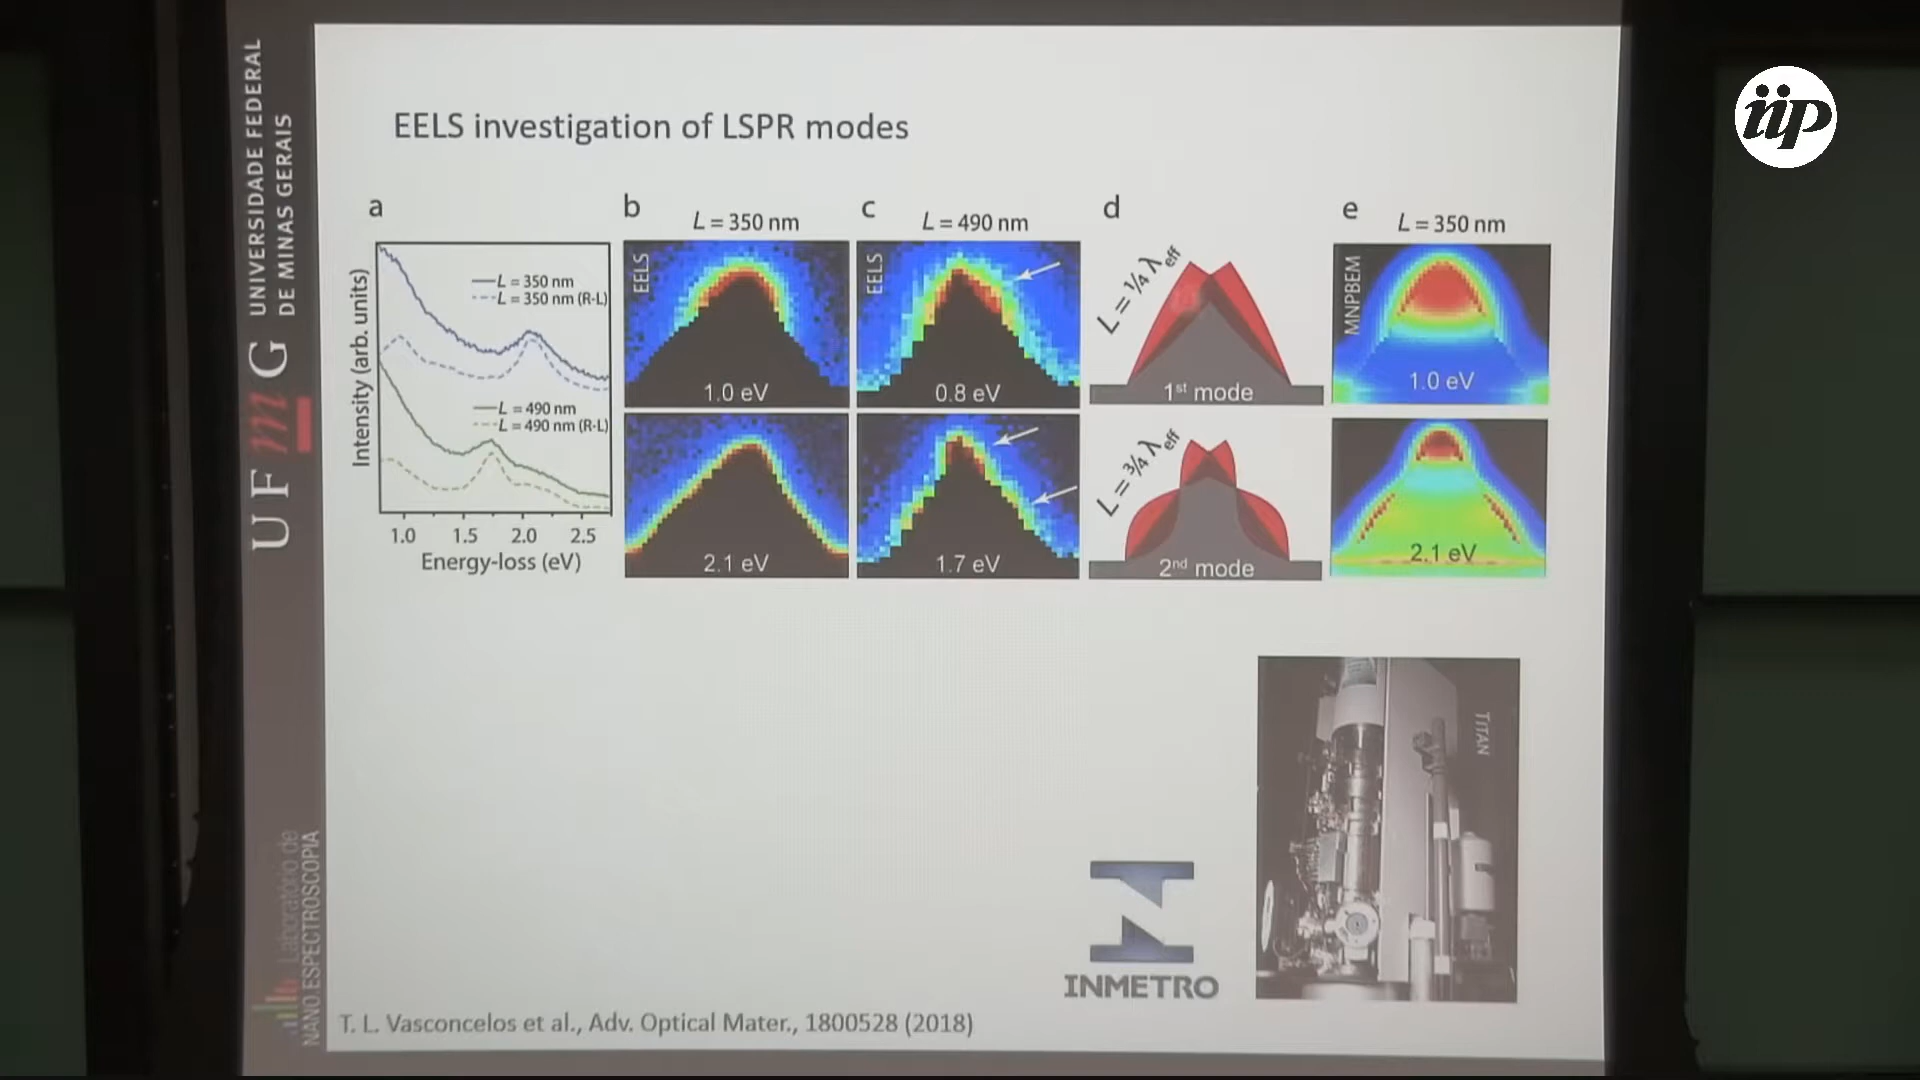 iip
UNIVERSIDADE FEDERAL
DE MINAS GERAIS
UFmG
Laboratório de
NANO.ESPECTROSCOPIA
EELS investigation of LSPR modes
a
Intensity (arb. units)
L = 350 nm
L = 350 nm (R-L)
L = 490 nm
L = 490 nm (R-L)
1.0 1.5 2.0 2.5
Energy-loss (eV)
b
L = 350 nm
EELS
1.0 eV
2.1 eV
c
L = 490 nm
EELS
0.8 eV
1.7 eV
d
L = 1/4 λeff
1st mode
L = 3/4 λeff
2nd mode
e
L = 350 nm
MNPBEM
1.0 eV
2.1 eV
TITAN
INMETRO
T. L. Vasconcelos et al., Adv. Optical Mater., 1800528 (2018)